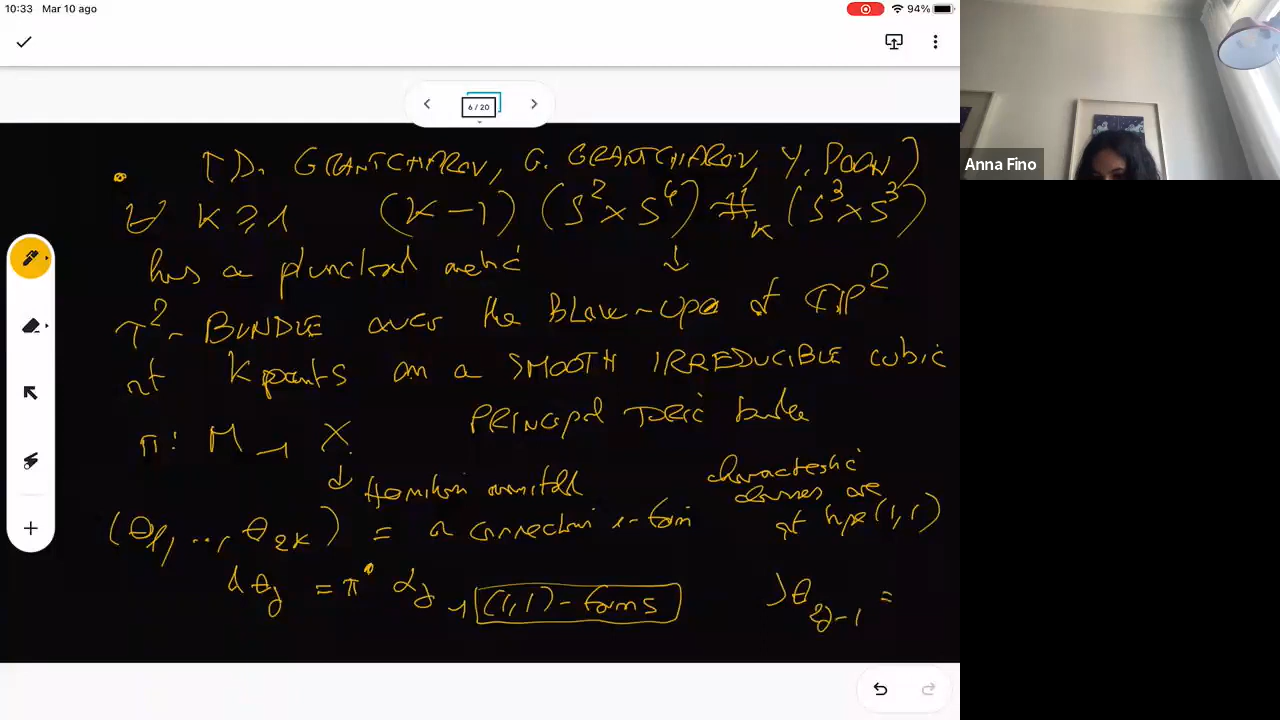 10:33 Mar 10 ago
94%
6 / 20
Anna Fino
[D. GRANTCHAROV, G. GRANTCHAROV, Y. POON]
∀ K ≥ 1 (K-1) (S² × S⁴) #_K (S³ × S³)
has a pluriclosed metric ↓
T² - BUNDLE over the BLOW-up of ℂℙ²
at K points on a SMOOTH IRREDUCIBLE cubic
PRINCIPAL TORIC bundle
π : M → X
↓ Hermitian manifold
characteristic
classes are
of type (1,1)
(θ₁, .., θ₂ₖ) = a connection 1-form
dθⱼ = π* αⱼ → (1,1) - forms
Jθ_{2j-1} =